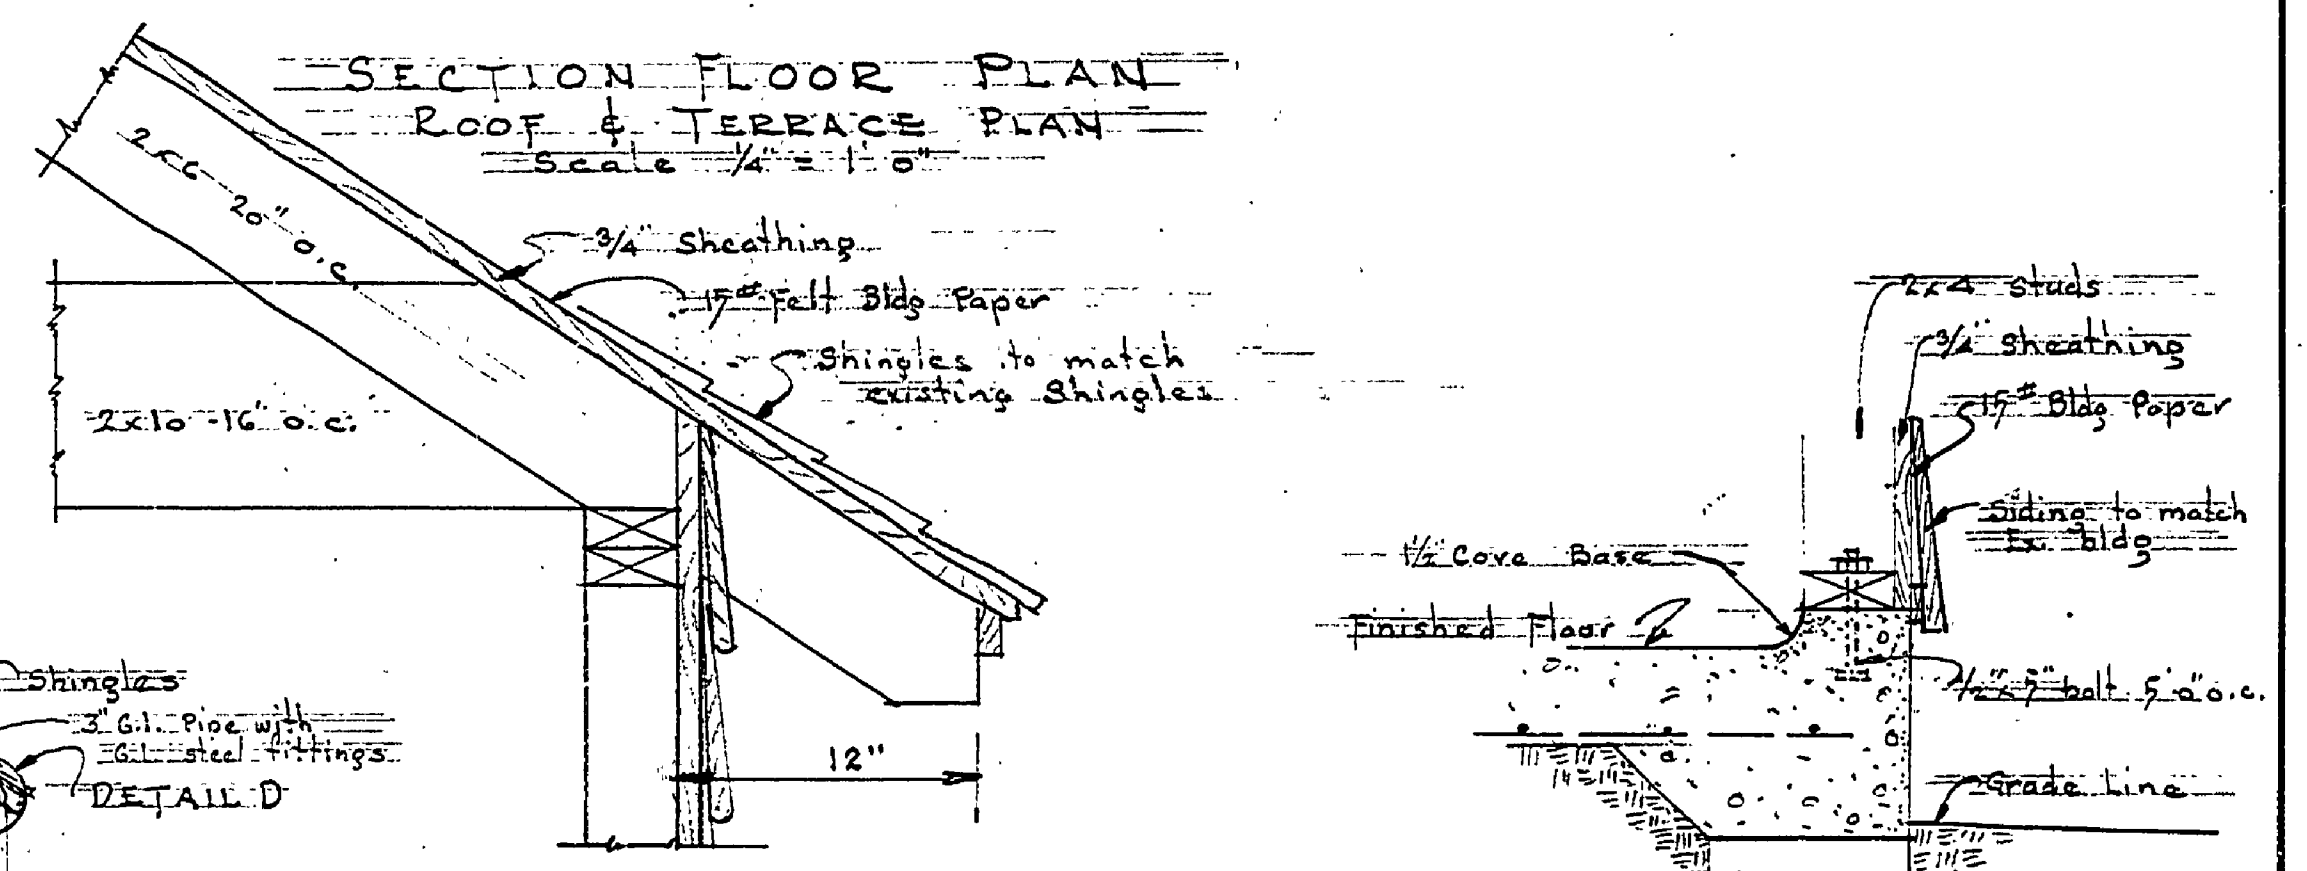 SECTION FLOOR PLAN
ROOF & TERRACE PLAN
Scale 1/4" = 1' 0"
2x6 20" o.c.
3/4" Sheathing
15# Felt Bldg Paper
Shingles to match
existing Shingles
2x10 -16" o.c.
12"
Shingles
3" G.I. Pipe with
G.I. steel fittings
DETAIL D
2x4 Studs
3/4" Sheathing
15# Bldg Paper
Siding to match
Ex. bldg
1 1/2" Cove Base
Finished Floor
1/2"x7" bolt 5'0" o.c.
Grade Line